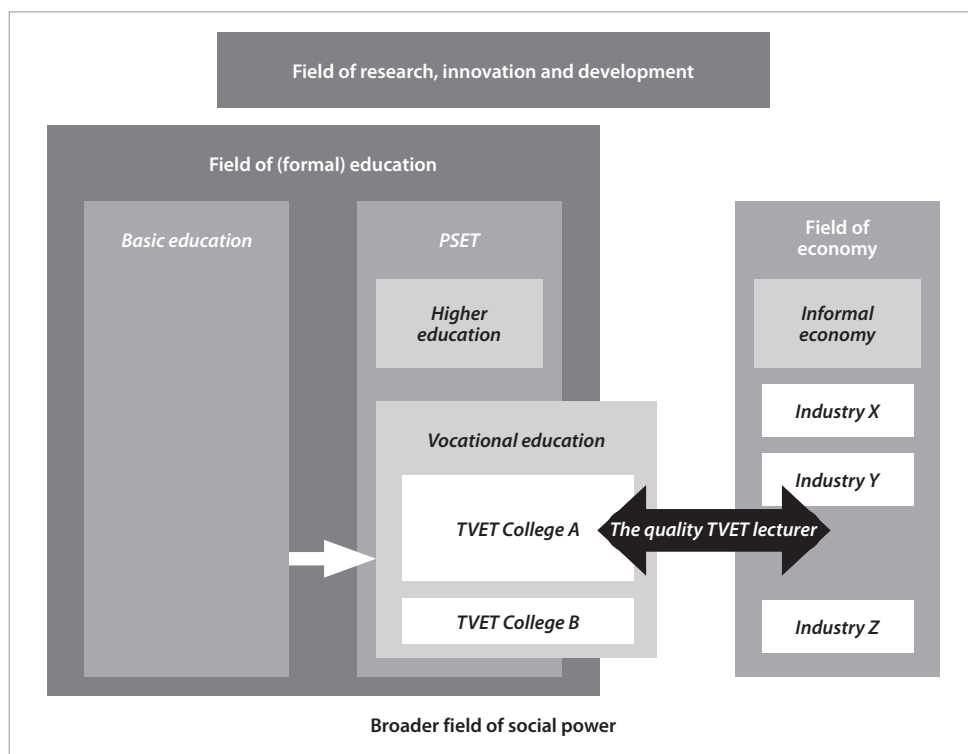 Field of research, innovation and development
Field of (formal) education
Basic education
PSET
Higher
education
Vocational education
TVET College A
TVET College B
The quality TVET lecturer
Field of
economy
Informal
economy
Industry X
Industry Y
Industry Z
Broader field of social power